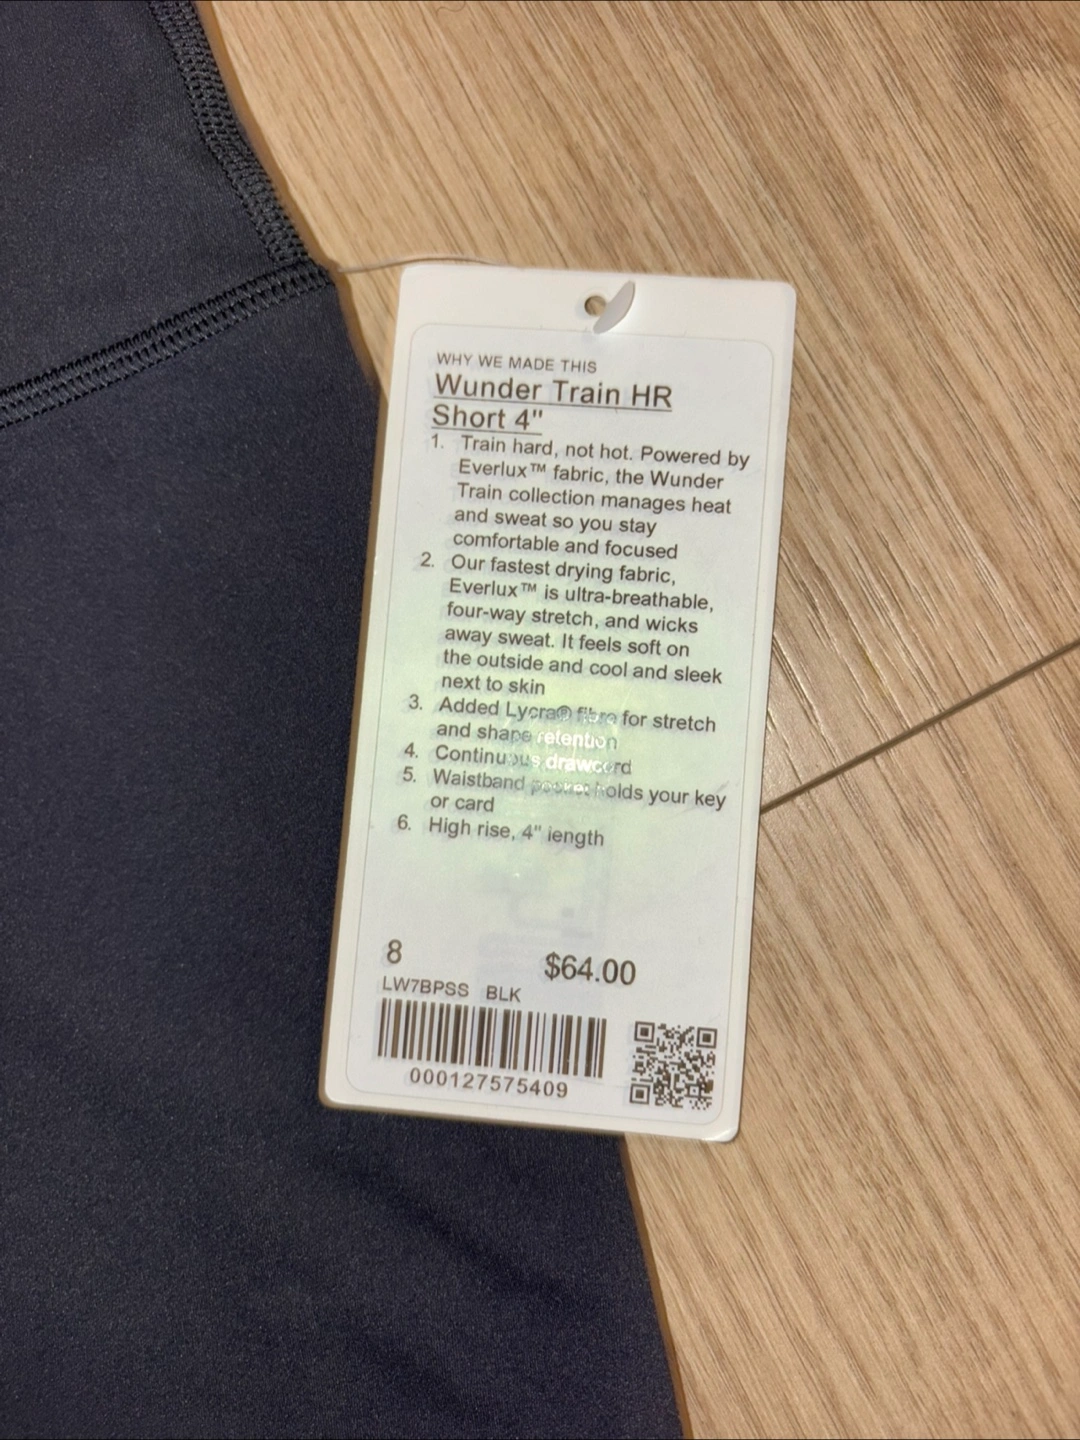 WHY WE MADE THIS
Wunder Train HR
Short 4"
1. Train hard, not hot. Powered by
Everlux™ fabric, the Wunder
Train collection manages heat
and sweat so you stay
comfortable and focused
2. Our fastest drying fabric,
Everlux™ is ultra-breathable,
four-way stretch, and wicks
away sweat. It feels soft on
the outside and cool and sleek
next to skin
3. Added Lycra® fibre for stretch
and shape retention
4. Continuous drawcord
5. Waistband pocket holds your key
or card
6. High rise, 4" length
8 $64.00
LW7BPSS BLK
000127575409